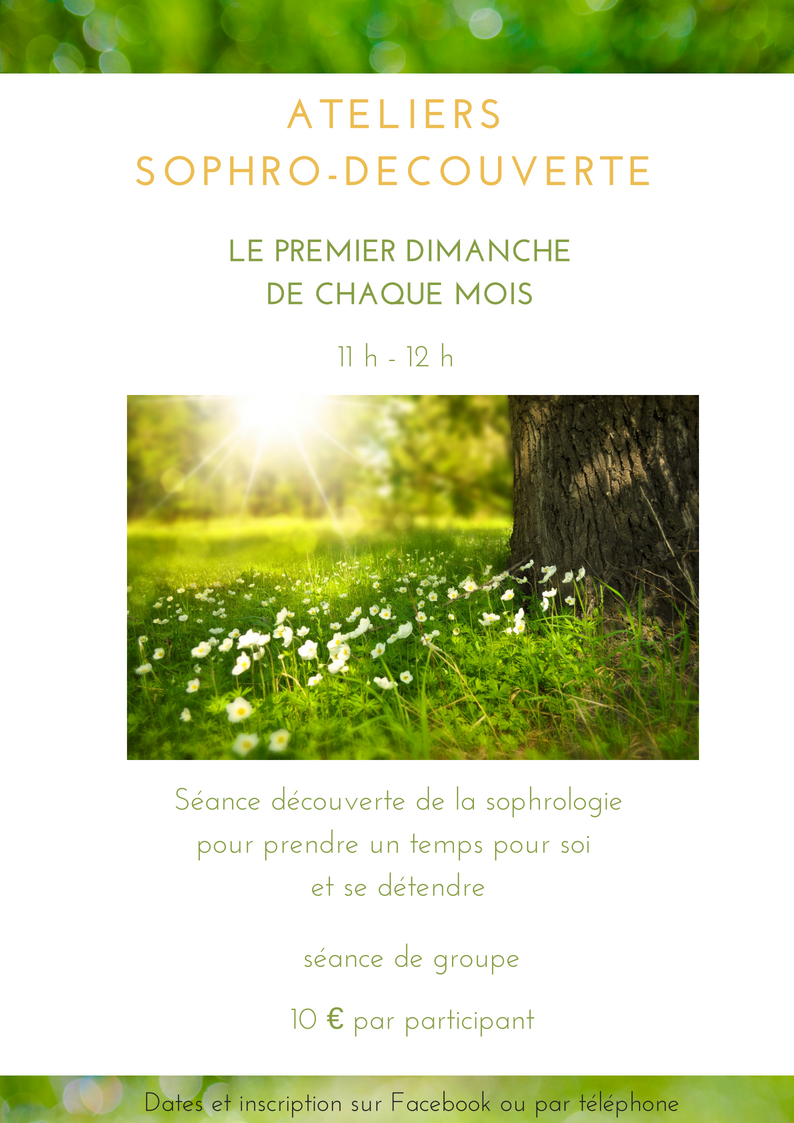 ATELIERS
SOPHRO-DECOUVERTE
LE PREMIER DIMANCHE
DE CHAQUE MOIS
11 h - 12 h
Séance découverte de la sophrologie
pour prendre un temps pour soi
et se détendre
séance de groupe
10 € par participant
Dates et inscription sur Facebook ou par téléphone